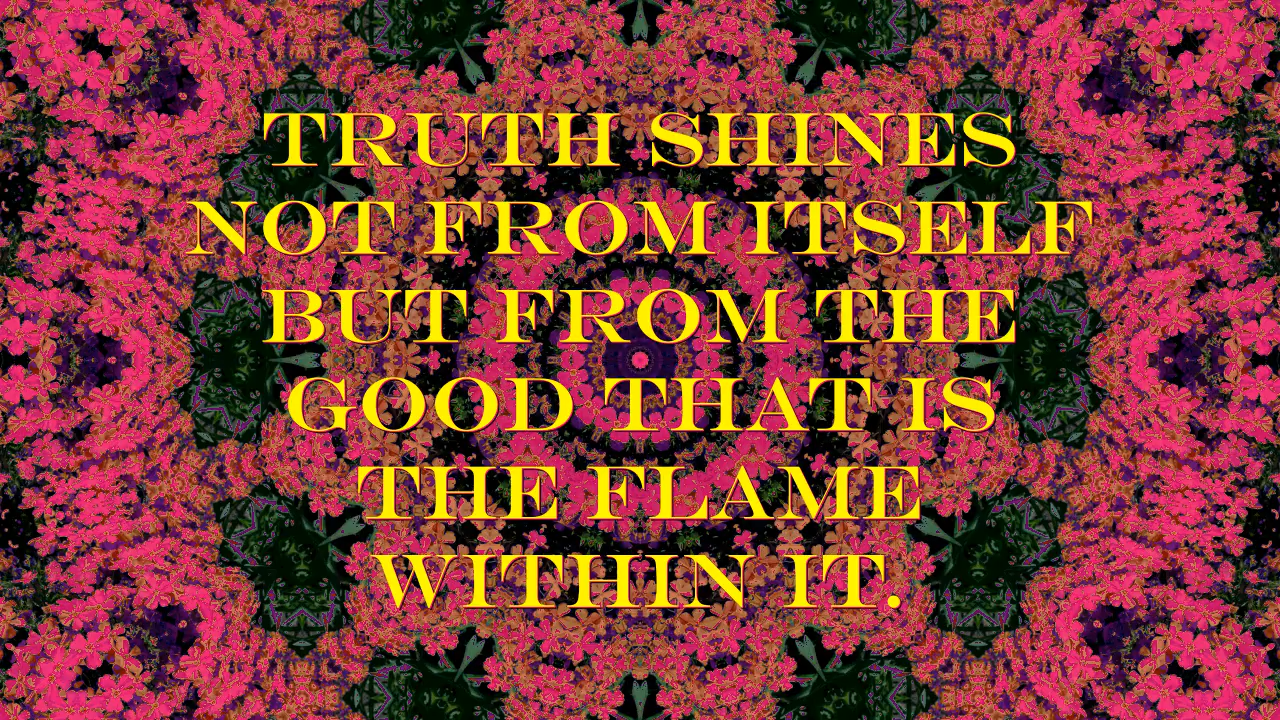 TRUTH SHINES
NOT FROM ITSELF
BUT FROM THE
GOOD THAT IS
THE FLAME
WITHIN IT.